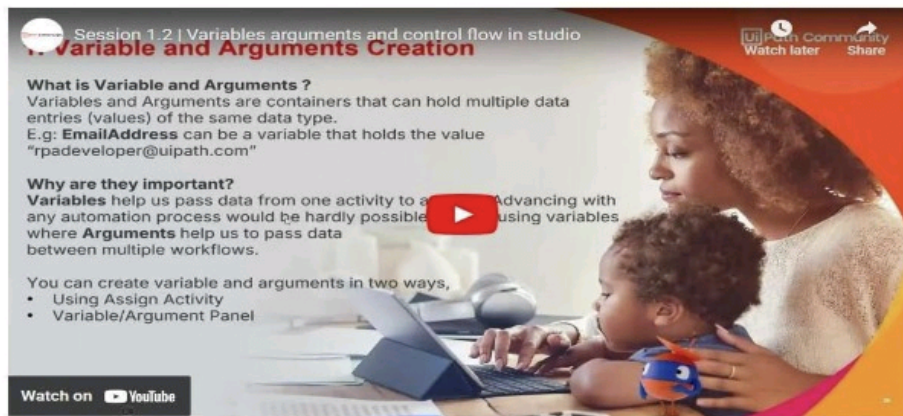 Session 1.2 | Variables arguments and control flow in studio
Variable and Arguments Creation
UiPath Community
Watch later
Share
What is Variable and Arguments ?
Variables and Arguments are containers that can hold multiple data
entries (values) of the same data type.
E.g: EmailAddress can be a variable that holds the value
“rpadeveloper@uipath.com”
Why are they important?
Variables help us pass data from one activity to a Advancing with
any automation process would be hardly possible using variables
where Arguments help us to pass data
between multiple workflows.
You can create variable and arguments in two ways,
• Using Assign Activity
• Variable/Argument Panel
Watch on YouTube